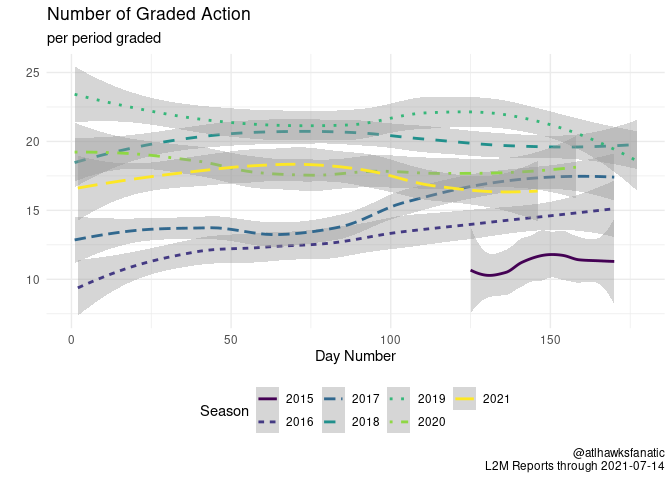 Number of Graded Action
per period graded
25
20
15
10
0 50 100 150
Day Number
Season
2015 2017 2019 2021
2016 2018 2020
@atlhawksfanatic
L2M Reports through 2021-07-14